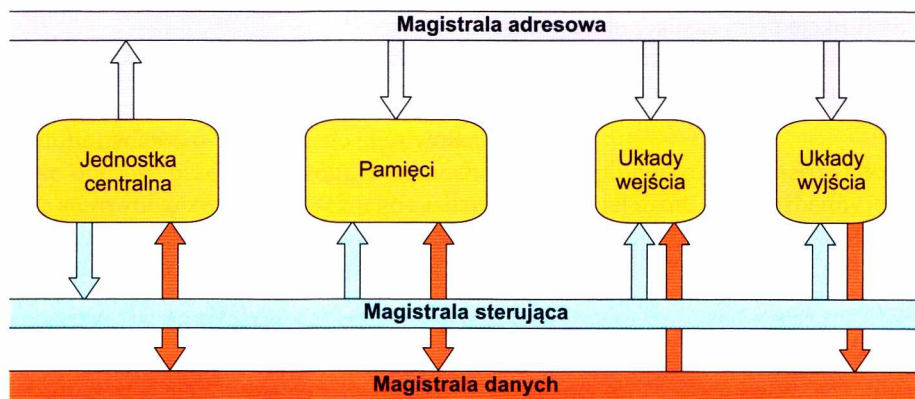 Magistrala adresowa
Jednostka
centralna
Pamięci
Układy
wejścia
Układy
wyjścia
Magistrala sterująca
Magistrala danych